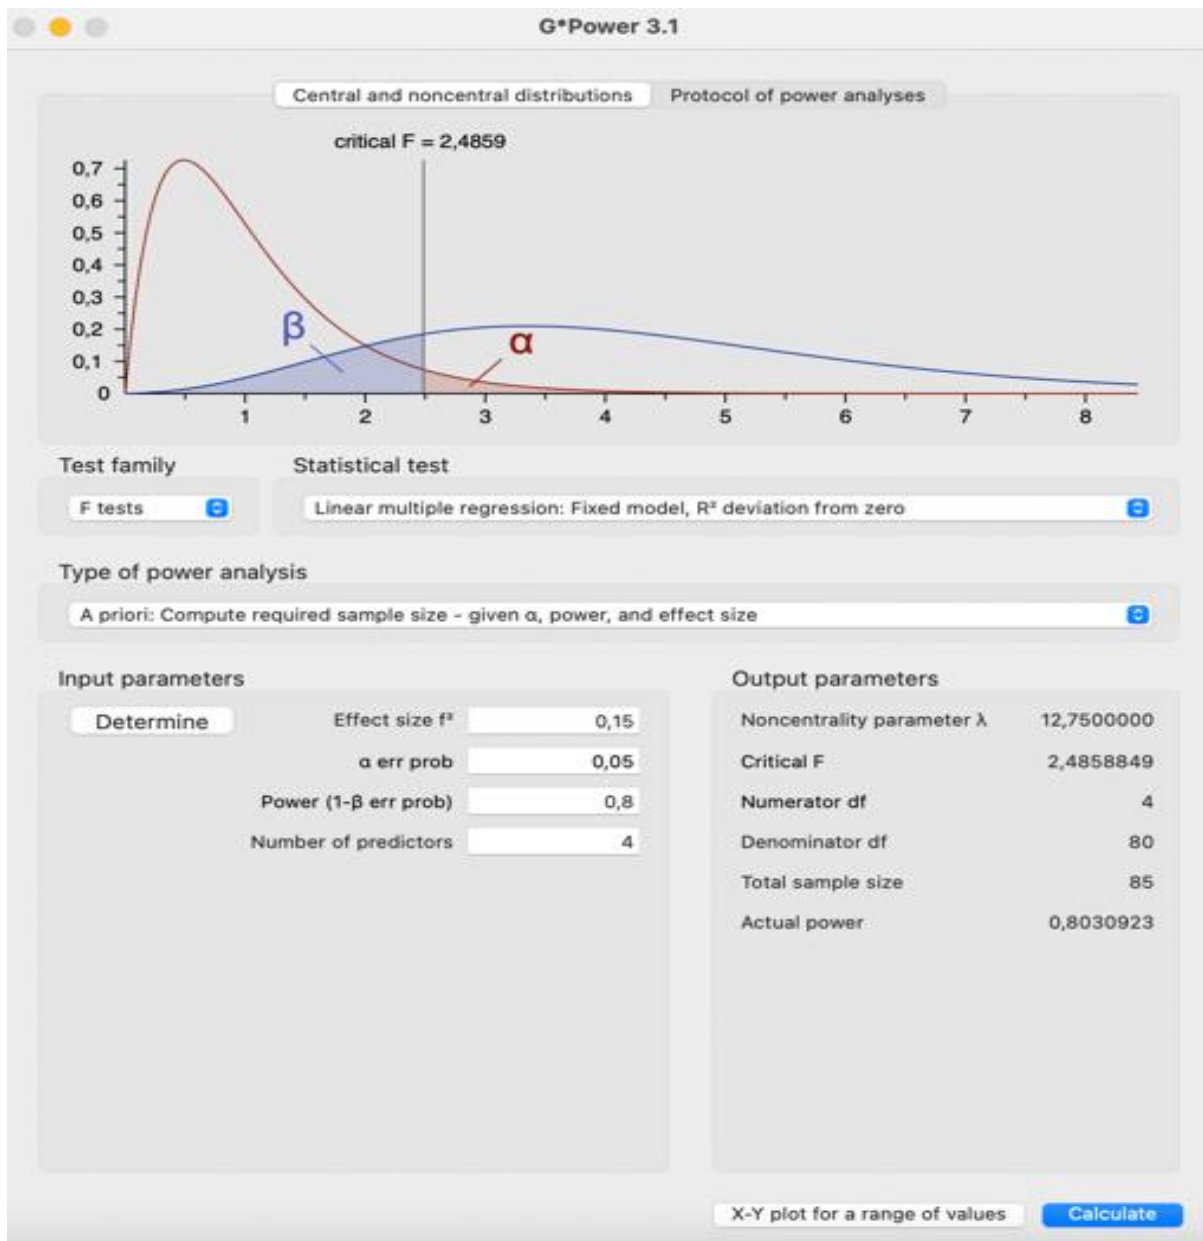 G*Power 3.1
Central and noncentral distributions Protocol of power analyses
critical F = 2,4859
0,7
0,6
0,5
0,4
0,3
0,2
0,1
0
β
α
1 2 3 4 5 6 7 8
Test family Statistical test
F tests Linear multiple regression: Fixed model, R² deviation from zero
Type of power analysis
A priori: Compute required sample size - given α, power, and effect size
Input parameters Output parameters
Determine Effect size f² 0,15 Noncentrality parameter λ 12,7500000
α err prob 0,05 Critical F 2,4858849
Power (1-β err prob) 0,8 Numerator df 4
Number of predictors 4 Denominator df 80
Total sample size 85
Actual power 0,8030923
X-Y plot for a range of values Calculate